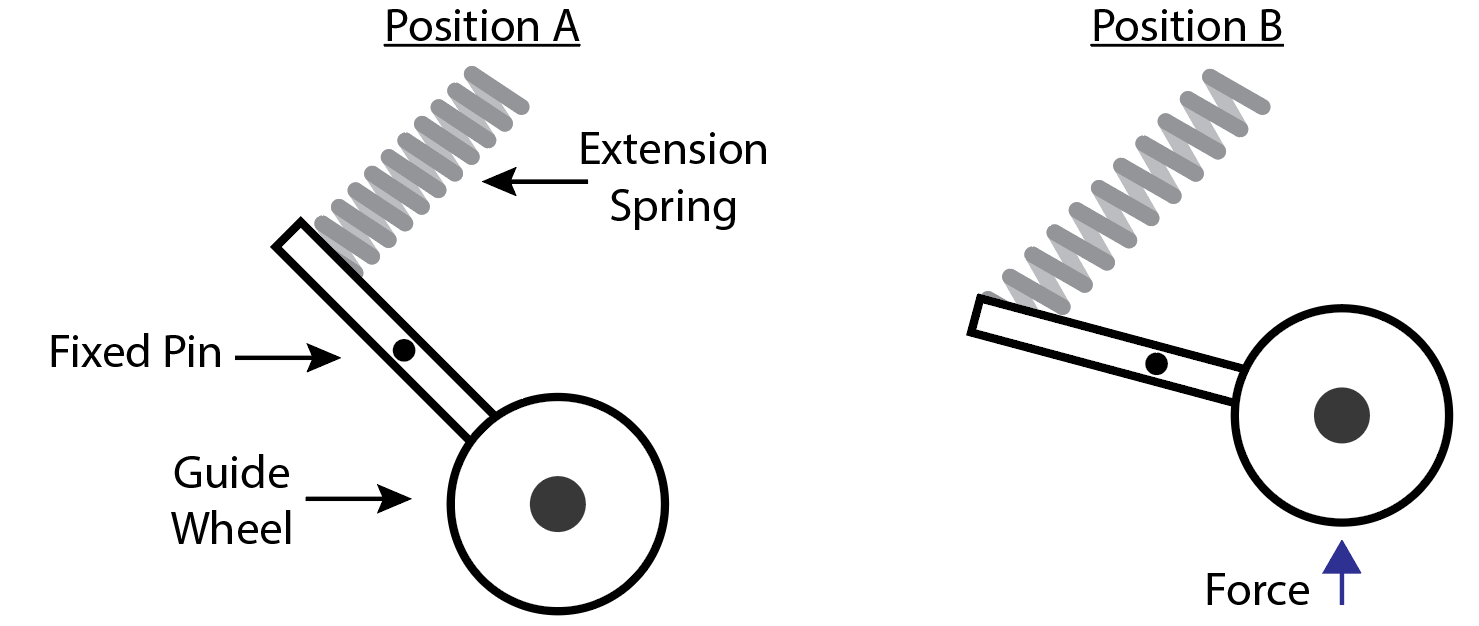 Position A
Position B
Extension
Spring
Fixed Pin
Guide
Wheel
Force